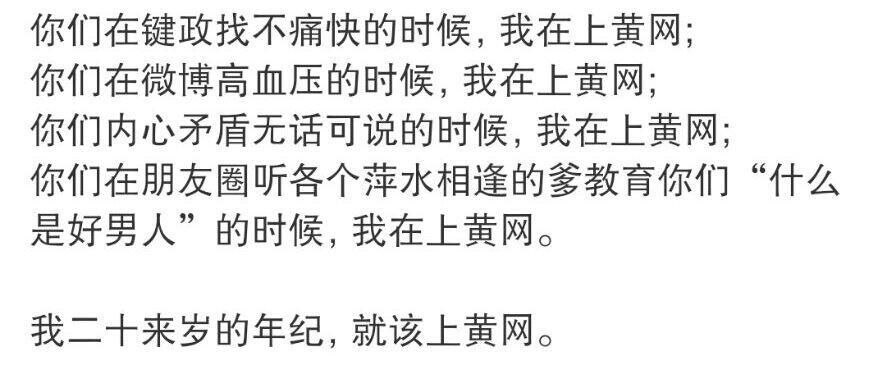 你们在键政找不痛快的时候, 我在上黄网;
你们在微博高血压的时候, 我在上黄网;
你们内心矛盾无话可说的时候, 我在上黄网;
你们在朋友圈听各个萍水相逢的爹教育你们“什么
是好男人”的时候, 我在上黄网。
我二十来岁的年纪, 就该上黄网。